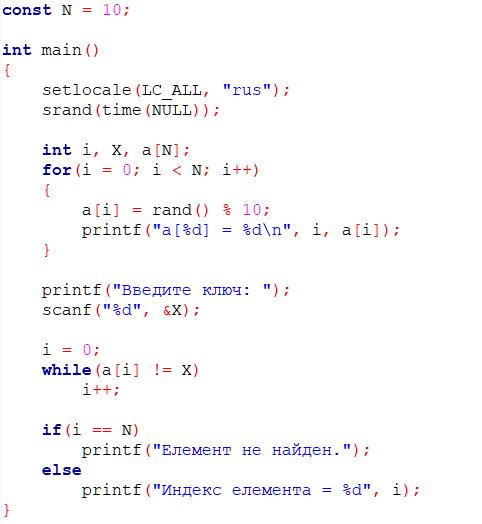 const N = 10;
int main()
{
setlocale(LC_ALL, "rus");
srand(time(NULL));
int i, X, a[N];
for(i = 0; i < N; i++)
{
a[i] = rand() % 10;
printf("a[%d] = %d\n", i, a[i]);
}
printf("Введите ключ: ");
scanf("%d", &X);
i = 0;
while(a[i] != X)
i++;
if(i == N)
printf("Елемент не найден.");
else
printf("Индекс елемента = %d", i);
}